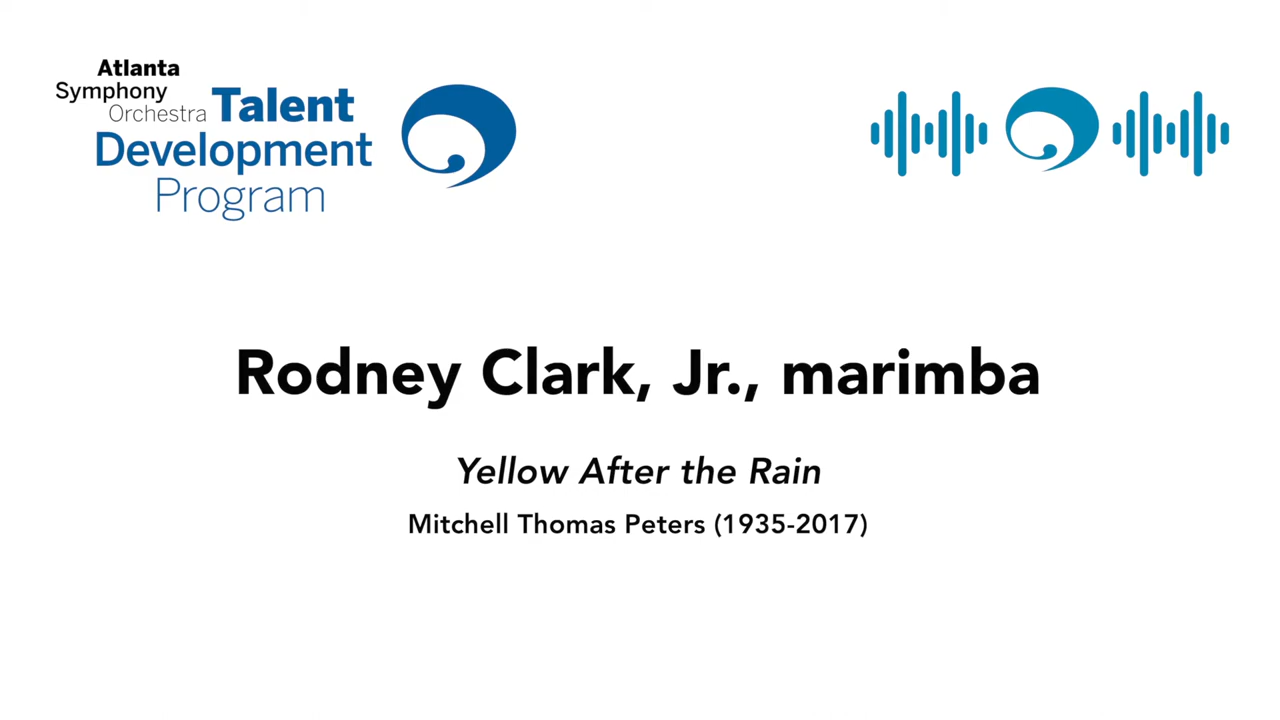 Atlanta
Symphony
Orchestra Talent
Development
Program
Rodney Clark, Jr., marimba
Yellow After the Rain
Mitchell Thomas Peters (1935-2017)